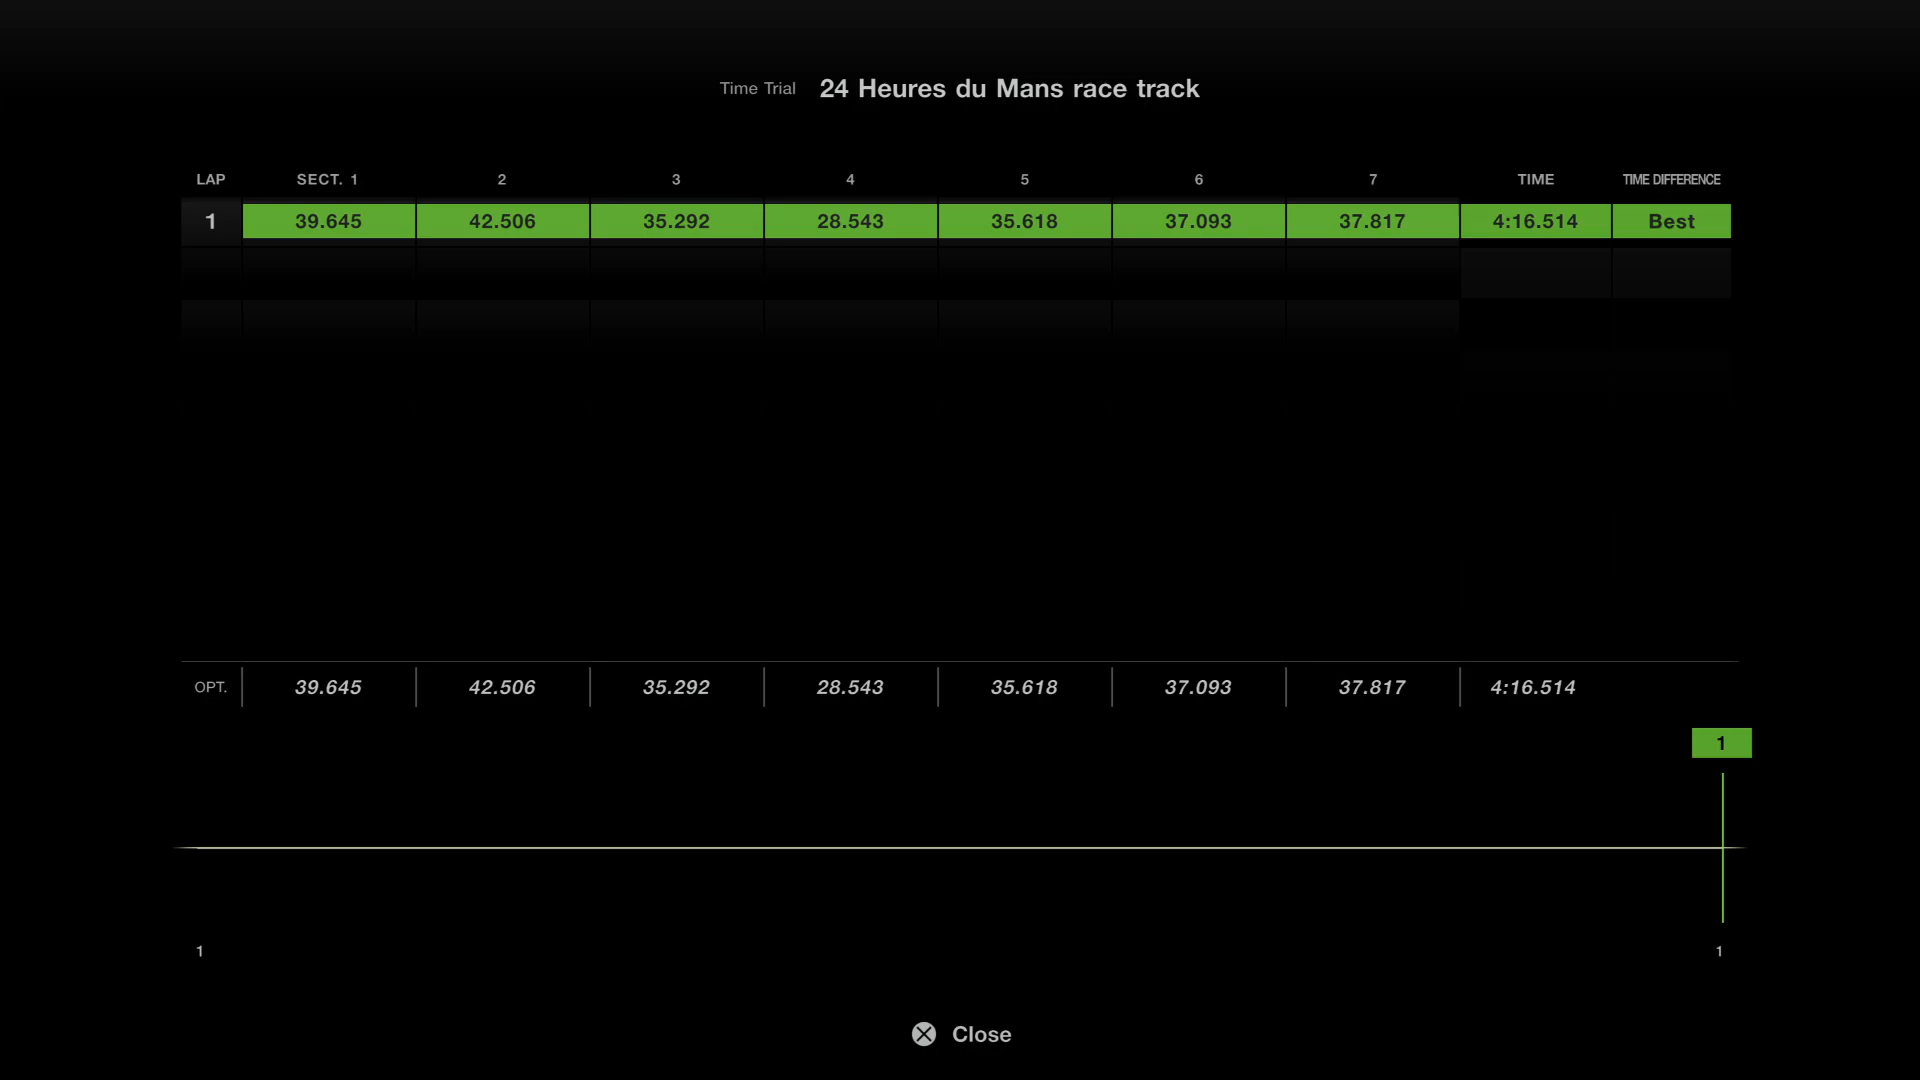 Time Trial 24 Heures du Mans race track
LAP SECT. 1 2 3 4 5 6 7 TIME TIME DIFFERENCE
1 39.645 42.506 35.292 28.543 35.618 37.093 37.817 4:16.514 Best
OPT. 39.645 42.506 35.292 28.543 35.618 37.093 37.817 4:16.514
1
1 1
Close